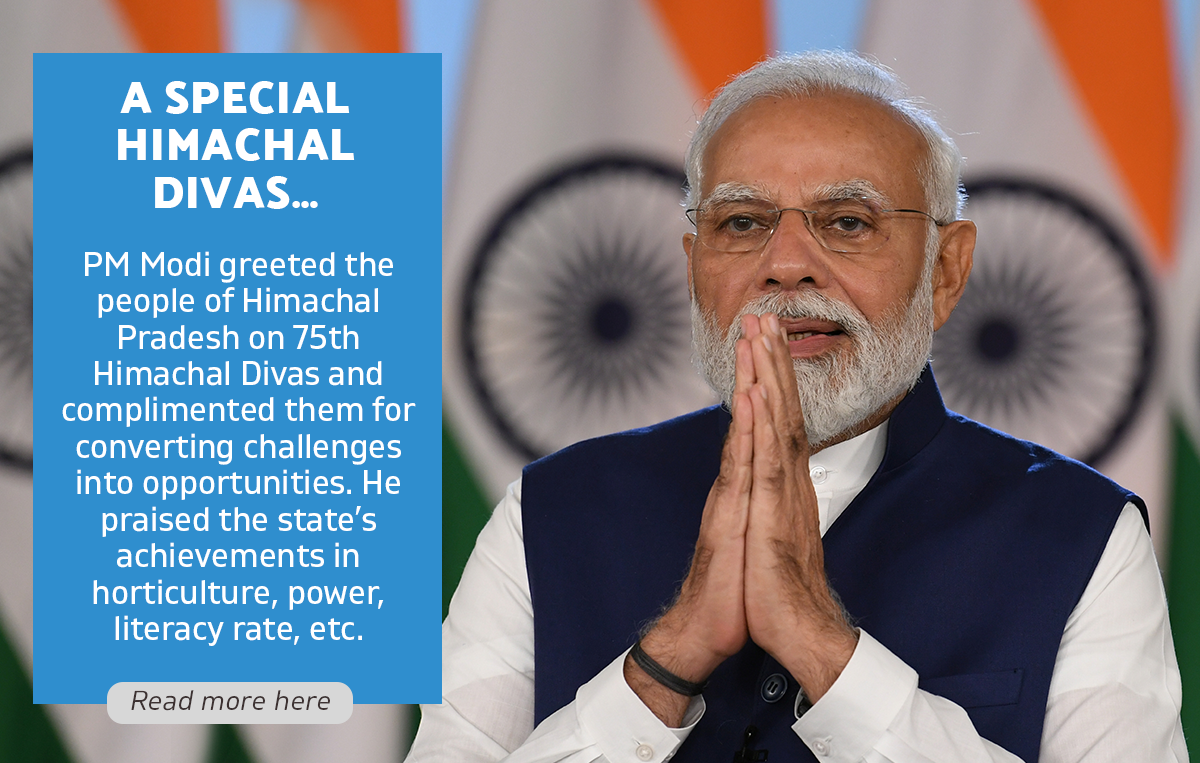 A SPECIAL
HIMACHAL
DIVAS...
PM Modi greeted the
people of Himachal
Pradesh on 75th
Himachal Divas and
complimented them for
converting challenges
into opportunities. He
praised the state's
achievements in
horticulture, power,
literacy rate, etc.
Read more here